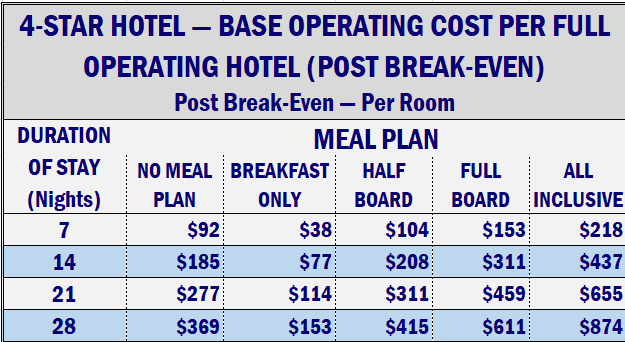 4-STAR HOTEL — BASE OPERATING COST PER FULL
OPERATING HOTEL (POST BREAK-EVEN)
Post Break-Even — Per Room
DURATION OF STAY (Nights) MEAL PLAN
NO MEAL PLAN BREAKFAST ONLY HALF BOARD FULL BOARD ALL INCLUSIVE
7 $92 $38 $104 $153 $218
14 $185 $77 $208 $311 $437
21 $277 $114 $311 $459 $655
28 $369 $153 $415 $611 $874